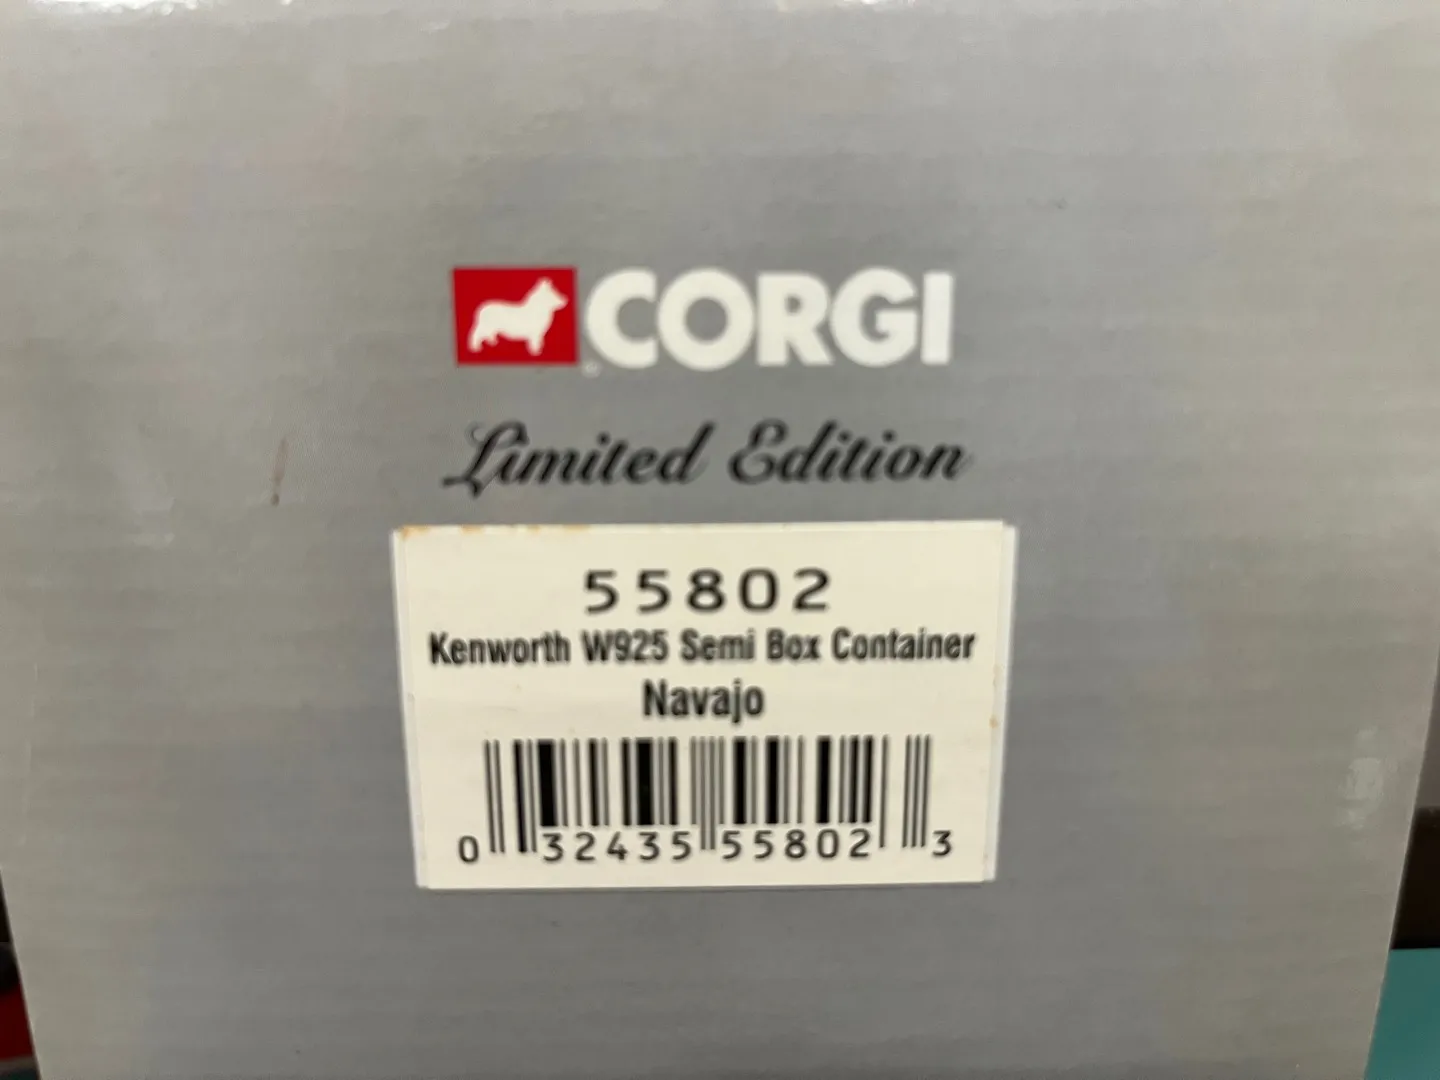 CORGI
Limited Edition
55802
Kenworth W925 Semi Box Container
Navajo
0 32435 55802 3